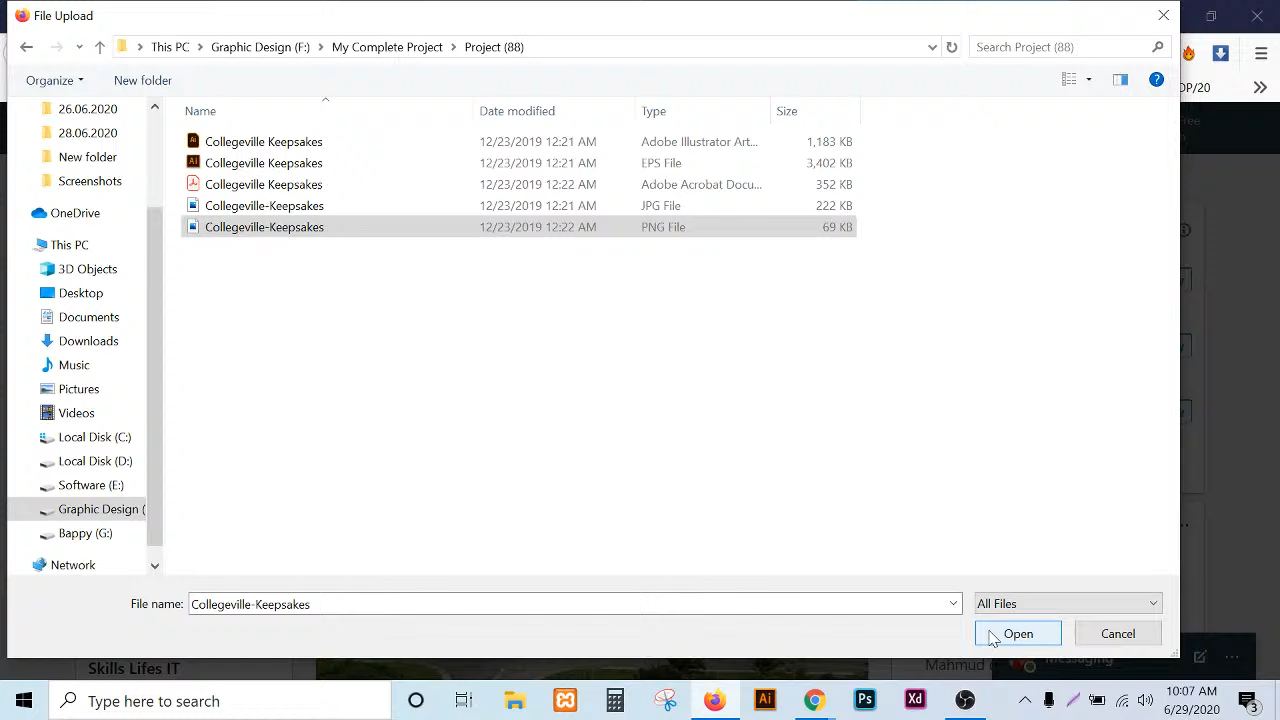 File Upload
This PC > Graphic Design (F:) > My Complete Project > Project (88)
Search Project (88)
Organize
New folder
OP/20
Free
26.06.2020
28.06.2020
New folder
Screenshots
OneDrive
This PC
3D Objects
Desktop
Documents
Downloads
Music
Pictures
Videos
Local Disk (C:)
Local Disk (D:)
Software (E:)
Graphic Design (
Bappy (G:)
Network
Name Date modified Type Size
Collegeville Keepsakes 12/23/2019 12:21 AM Adobe Illustrator Art... 1,183 KB
Collegeville Keepsakes 12/23/2019 12:21 AM EPS File 3,402 KB
Collegeville Keepsakes 12/23/2019 12:22 AM Adobe Acrobat Docu... 352 KB
Collegeville-Keepsakes 12/23/2019 12:21 AM JPG File 222 KB
Collegeville-Keepsakes 12/23/2019 12:22 AM PNG File 69 KB
File name: Collegeville-Keepsakes
All Files
Open
Cancel
Skills Lifes IT
Mahmud
Messaging
Type here to search
Ai
Ps
Xd
10:07 AM
6/29/2020
3